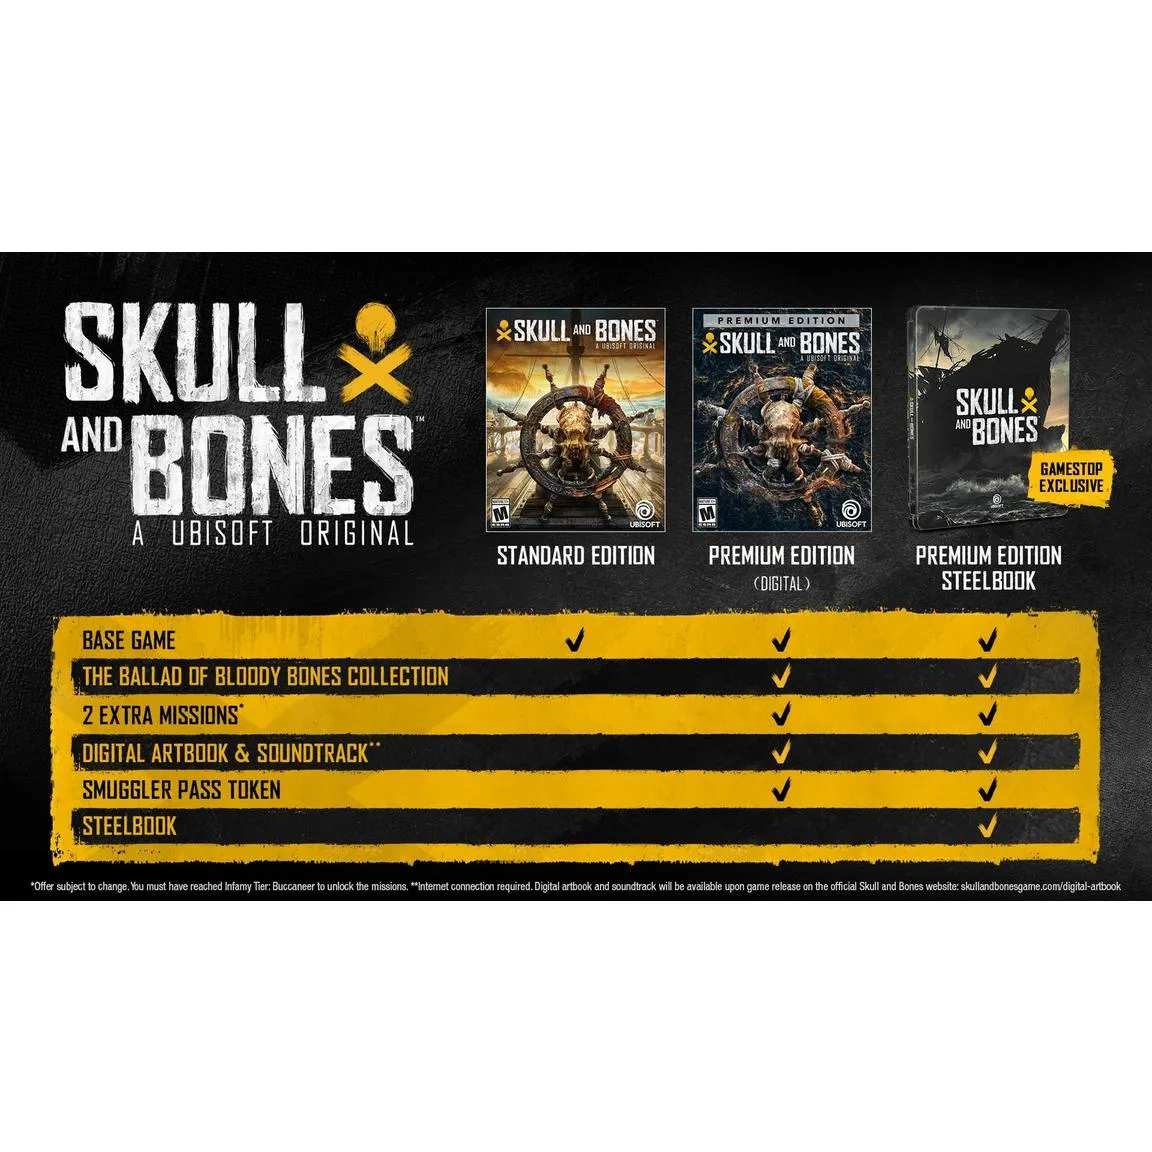 SKULL
AND BONES™
A UBISOFT ORIGINAL
SKULL AND BONES
A UBISOFT ORIGINAL
M
ESRB
UBISOFT
STANDARD EDITION
PREMIUM EDITION
SKULL AND BONES
A UBISOFT ORIGINAL
M
ESRB
UBISOFT
PREMIUM EDITION
(DIGITAL)
SKULL
AND BONES
UBISOFT
GAMESTOP
EXCLUSIVE
PREMIUM EDITION
STEELBOOK
BASE GAME
THE BALLAD OF BLOODY BONES COLLECTION
2 EXTRA MISSIONS*
DIGITAL ARTBOOK & SOUNDTRACK**
SMUGGLER PASS TOKEN
STEELBOOK
*Offer subject to change. You must have reached Infamy Tier: Buccaneer to unlock the missions. **Internet connection required. Digital artbook and soundtrack will be available upon game release on the official Skull and Bones website: skullandbonesgame.com/digital-artbook